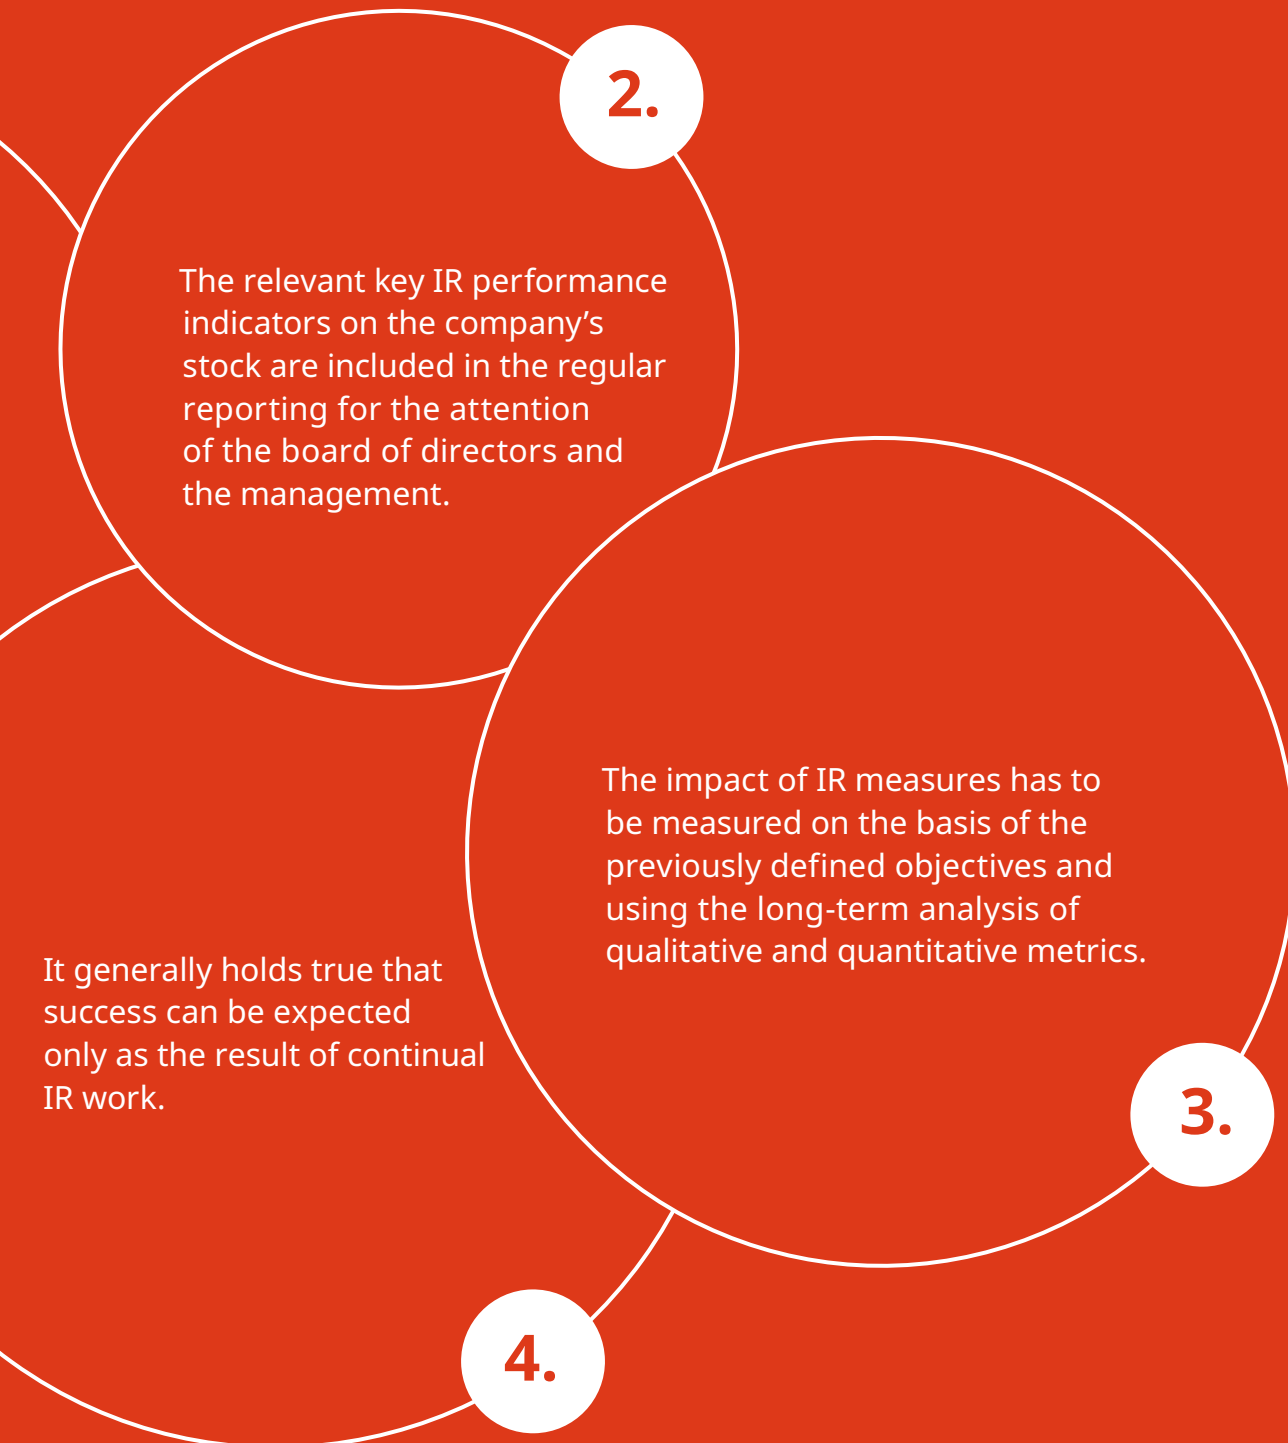 2.
The relevant key IR performance
indicators on the company’s
stock are included in the regular
reporting for the attention
of the board of directors and
the management.
The impact of IR measures has to
be measured on the basis of the
previously defined objectives and
using the long-term analysis of
qualitative and quantitative metrics.
3.
It generally holds true that
success can be expected
only as the result of continual
IR work.
4.